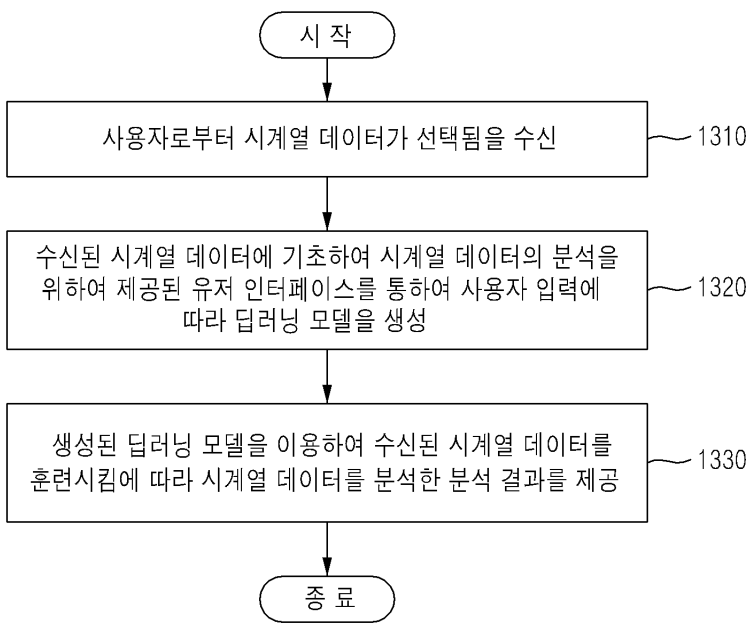 시 작
사용자로부터 시계열 데이터가 선택됨을 수신
1310
수신된 시계열 데이터에 기초하여 시계열 데이터의 분석을
위하여 제공된 유저 인터페이스를 통하여 사용자 입력에
따라 딥러닝 모델을 생성
1320
생성된 딥러닝 모델을 이용하여 수신된 시계열 데이터를
훈련시킴에 따라 시계열 데이터를 분석한 분석 결과를 제공
1330
종 료